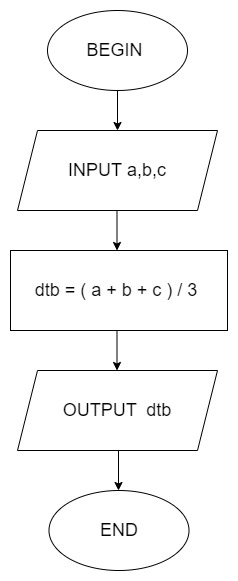 BEGIN
INPUT a,b,c
dtb = ( a + b + c ) / 3
OUTPUT dtb
END